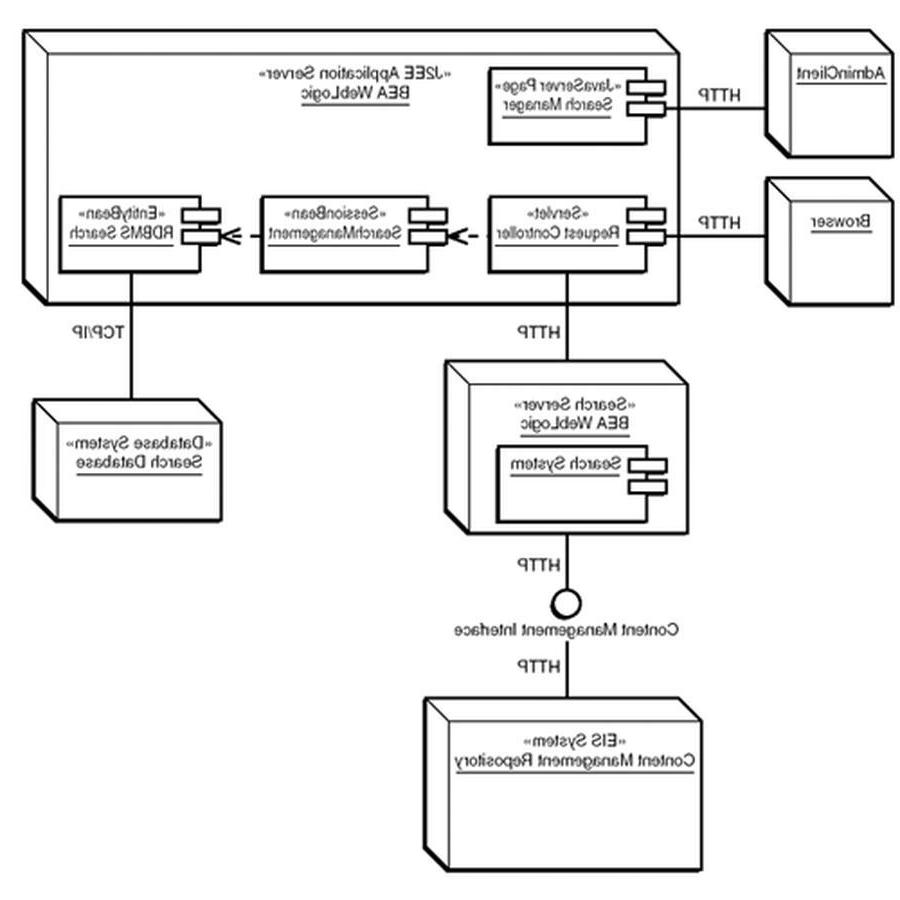 «J2EE Application Server»
BEA WebLogic
«JavaServer Page»
Search Manager
HTTP
AdminClient
«EntityBean»
RDBMS Search
«SessionBean»
SearchManagement
«Servlet»
Request Controller
HTTP
Browser
TCP/IP
HTTP
«Database System»
Search Database
«Search Server»
BEA WebLogic
Search System
HTTP
Content Management Interface
HTTP
«EIS System»
Content Management Repository